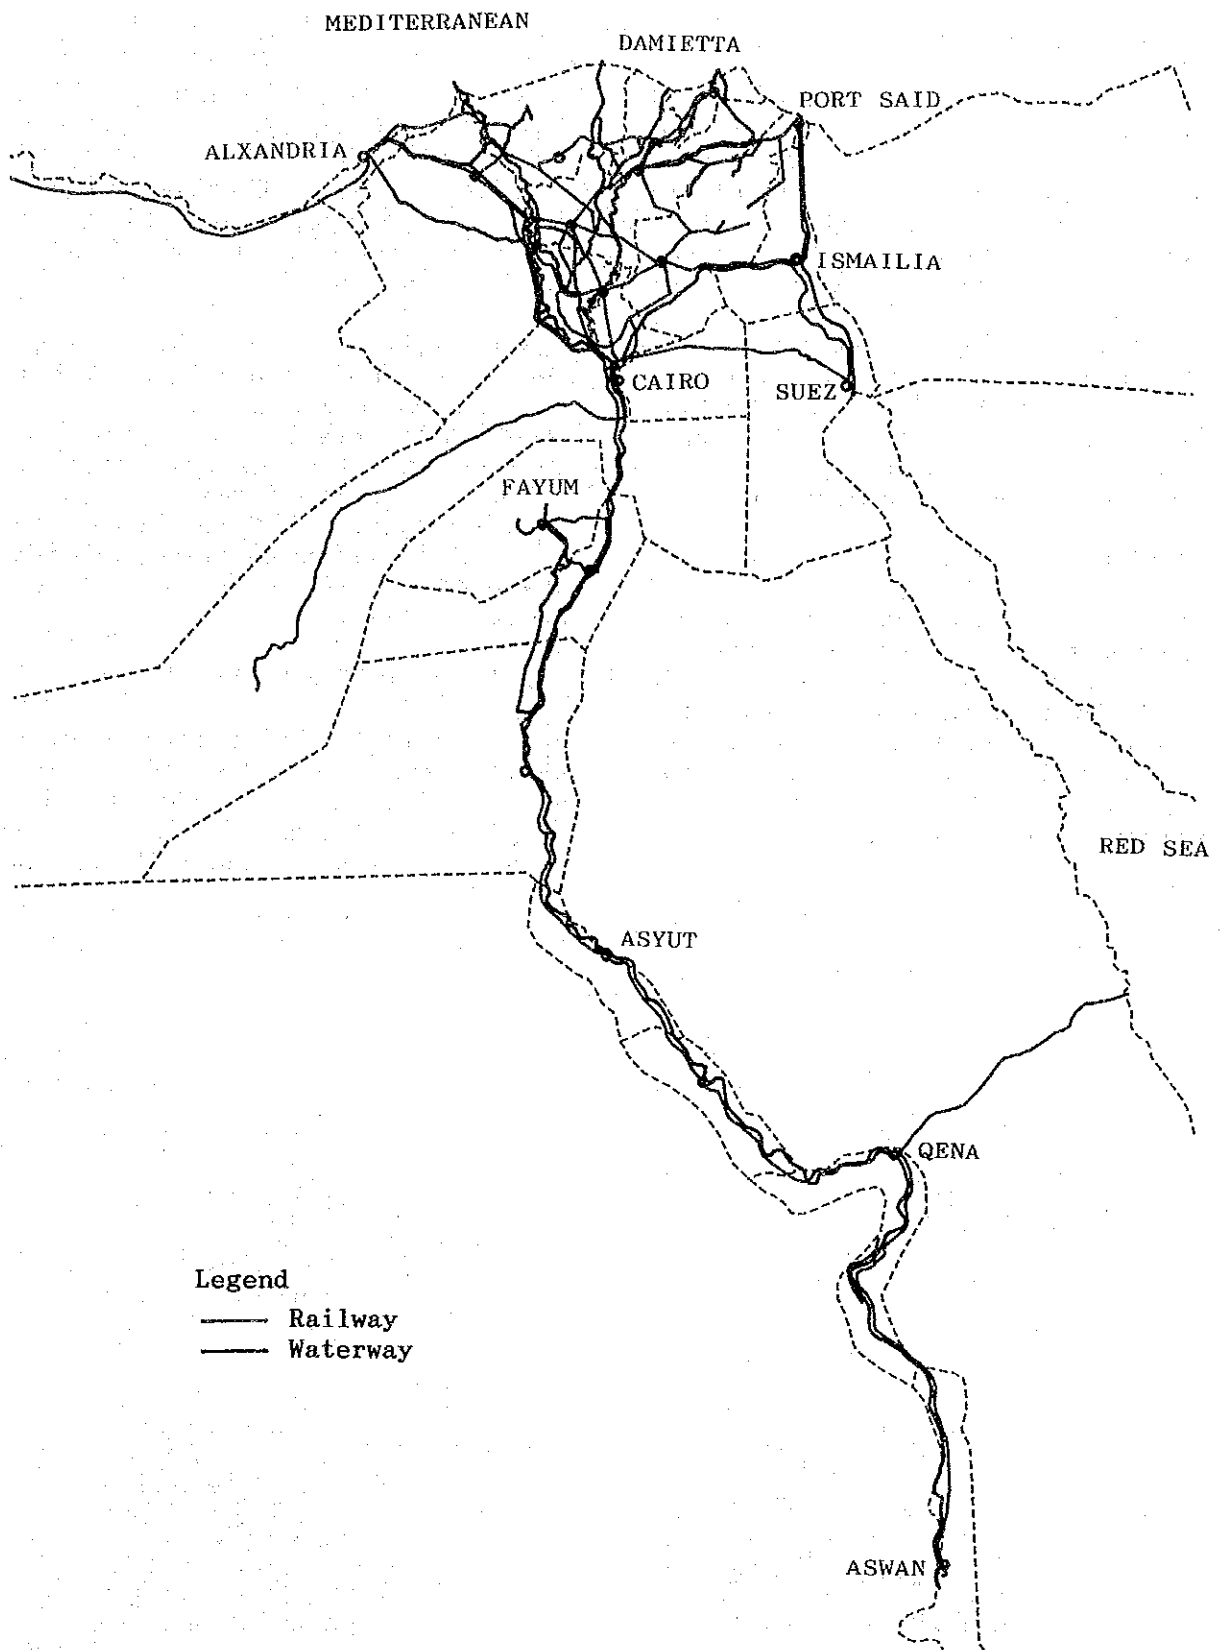 MEDITERRANEAN
DAMIETTA
PORT SAID
ALXANDRIA
ISMAILIA
CAIRO
SUEZ
FAYUM
RED SEA
ASYUT
QENA
Legend
Railway
Waterway
ASWAN